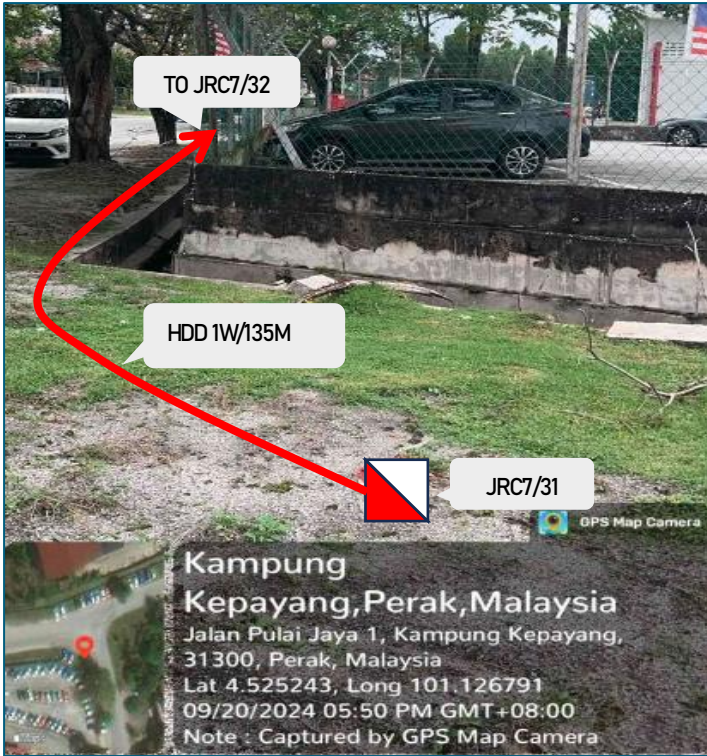 TO JRC7/32
HDD 1W/135M
JRC7/31
GPS Map Camera
Kampung
Kepayang,Perak,Malaysia
Jalan Pulai Jaya 1, Kampung Kepayang,
31300, Perak, Malaysia
Lat 4.525243, Long 101.126791
09/20/2024 05:50 PM GMT+08:00
Note : Captured by GPS Map Camera